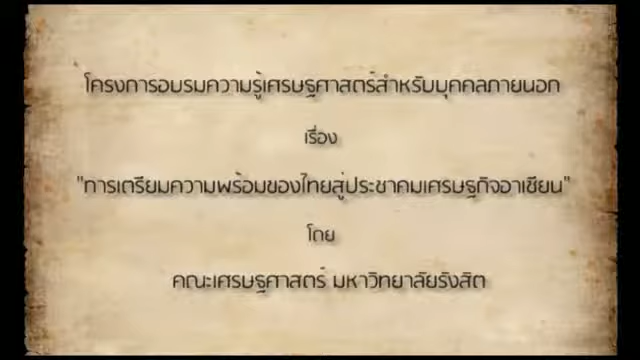 โครงการอบรมความรู้เศรษฐศาสตร์สำหรับบุคคลภายนอก
เรื่อง
"การเตรียมความพร้อมของไทยสู่ประชาคมเศรษฐกิจอาเซียน"
โดย
คณะเศรษฐศาสตร์ มหาวิทยาลัยรังสิต